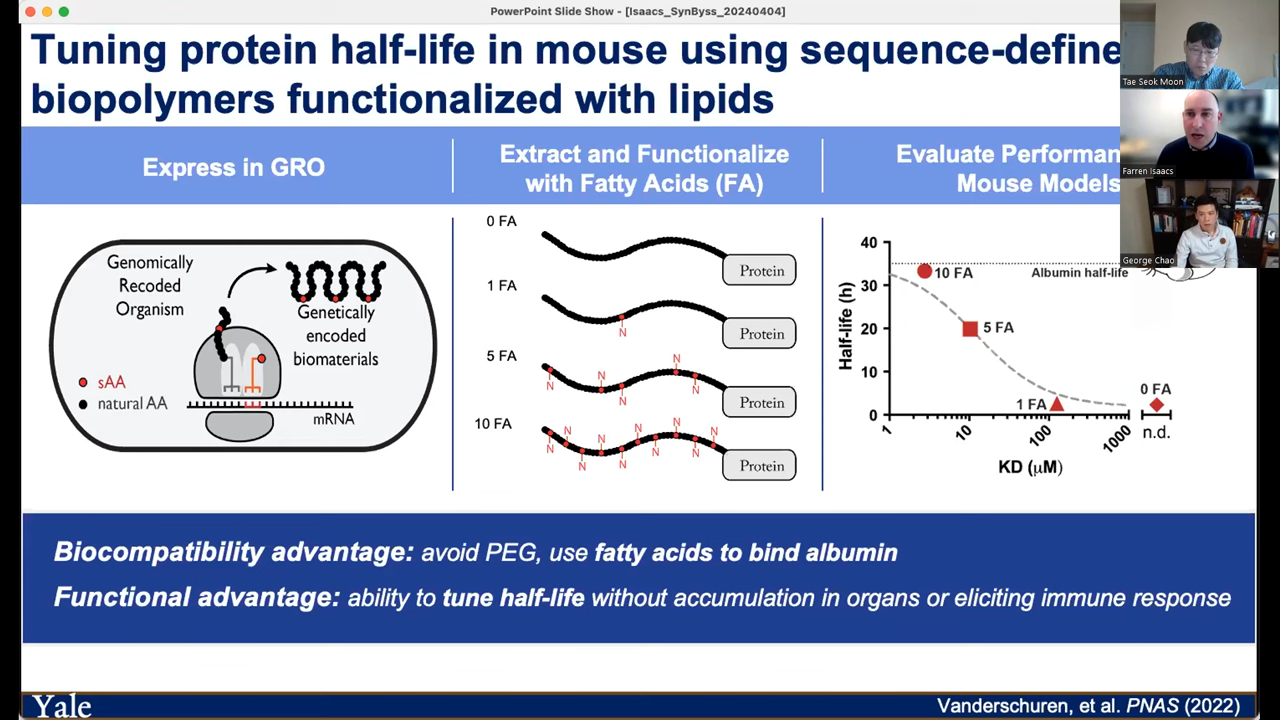 PowerPoint Slide Show - [Isaacs_SynByss_20240404]
Tuning protein half-life in mouse using sequence-define
biopolymers functionalized with lipids
Express in GRO
Extract and Functionalize
with Fatty Acids (FA)
Evaluate Performan
Mouse Models
Genomically
Recoded
Organism
Genetically
encoded
biomaterials
sAA
natural AA
mRNA
0 FA
Protein
1 FA
N
Protein
5 FA
N
N
N
N
N
Protein
10 FA
N
N
N
N
N
N
N
N
N
N
Protein
Half-life (h)
40
30
20
10
0
Albumin half-life
10 FA
5 FA
1 FA
0 FA
1
10
100
1000
n.d.
KD (μM)
Biocompatibility advantage: avoid PEG, use fatty acids to bind albumin
Functional advantage: ability to tune half-life without accumulation in organs or eliciting immune response
Yale
Vanderschuren, et al. PNAS (2022)
Tae Seok Moon
Farren Isaacs
George Chao